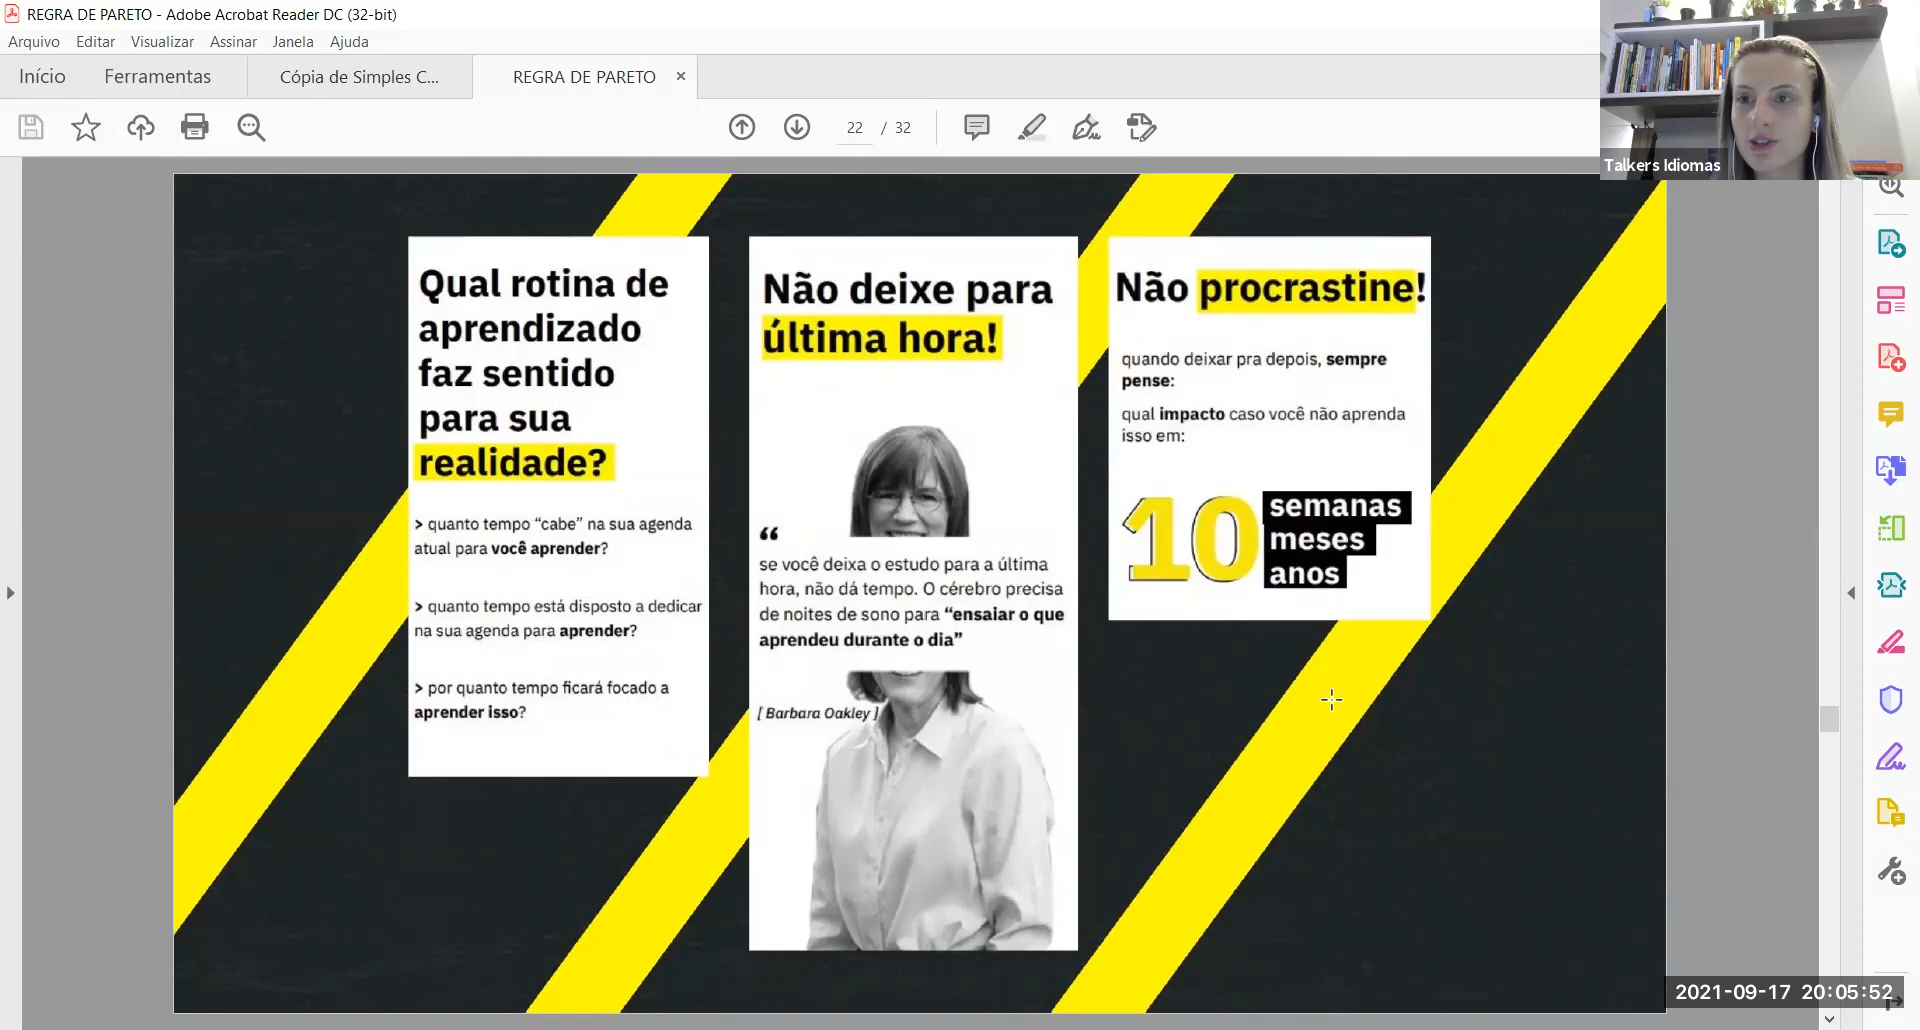 REGRA DE PARETO - Adobe Acrobat Reader DC (32-bit)
Arquivo Editar Visualizar Assinar Janela Ajuda
Início Ferramentas Cópia de Simples C... REGRA DE PARETO ×
22 / 32
Talkers Idiomas
Qual rotina de
aprendizado
faz sentido
para sua
realidade?
> quanto tempo “cabe” na sua agenda
atual para você aprender?
> quanto tempo está disposto a dedicar
na sua agenda para aprender?
> por quanto tempo ficará focado a
aprender isso?
Não deixe para
última hora!
“
se você deixa o estudo para a última
hora, não dá tempo. O cérebro precisa
de noites de sono para “ensaiar o que
aprendeu durante o dia”
[ Barbara Oakley ]
Não procrastine!
quando deixar pra depois, sempre
pense:
qual impacto caso você não aprenda
isso em:
10 semanas
meses
anos
2021-09-17 20:05:52